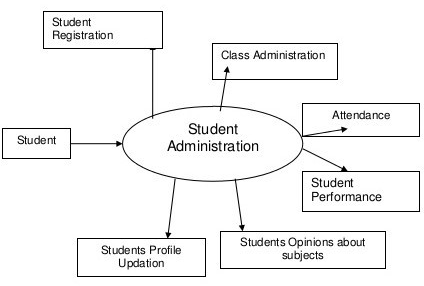 Student
Registration
Class Administration
Attendance
Student
Student
Administration
Student
Performance
Students Profile
Updation
Students Opinions about
subjects